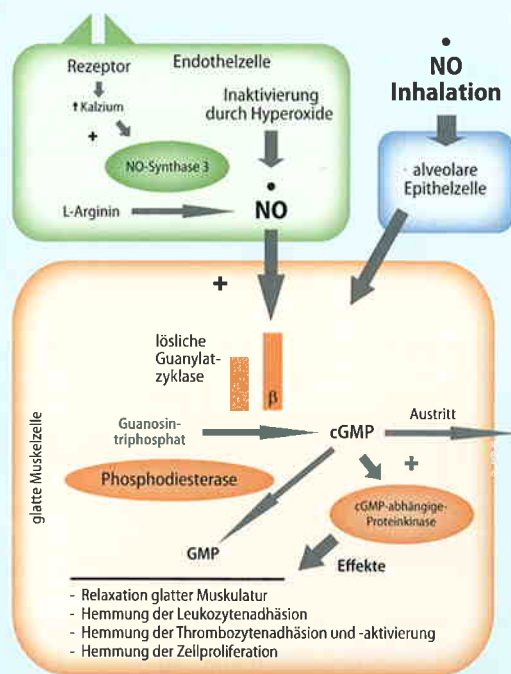 Rezeptor
Endothelzelle
↑ Kalzium
+
Inaktivierung
durch Hyperoxide
NO-Synthase 3
L-Arginin
•
NO
•
NO
Inhalation
alveolare
Epithelzelle
+
lösliche
Guanylat-
zyklase
β
Guanosin-
triphosphat
cGMP
Austritt
+
Phosphodiesterase
cGMP-abhängige-
Proteinkinase
GMP
Effekte
glatte Muskelzelle
- Relaxation glatter Muskulatur
- Hemmung der Leukozytenadhäsion
- Hemmung der Thrombozytenadhäsion und -aktivierung
- Hemmung der Zellproliferation